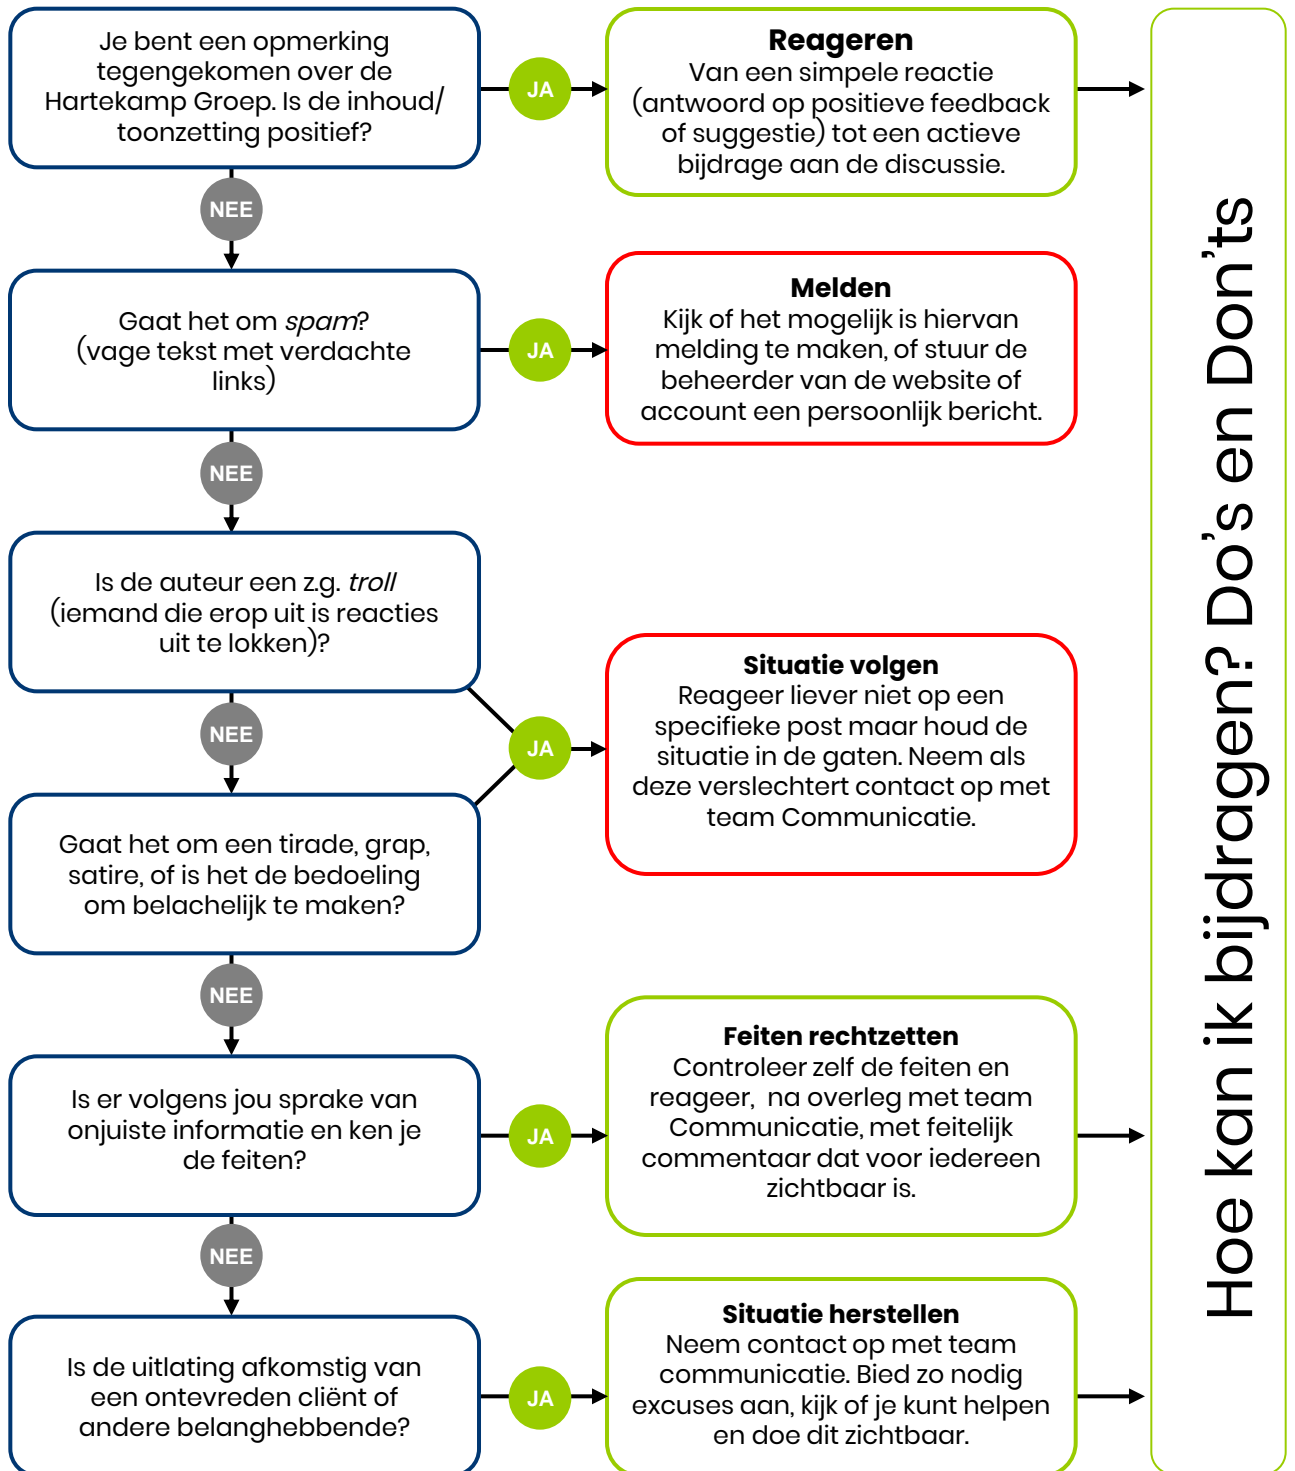 Je bent een opmerking
tegengekomen over de
Hartekamp Groep. Is de inhoud/
toonzetting positief?
JA
Reageren
Van een simpele reactie
(antwoord op positieve feedback
of suggestie) tot een actieve
bijdrage aan de discussie.
NEE
Gaat het om spam?
(vage tekst met verdachte
links)
JA
Melden
Kijk of het mogelijk is hiervan
melding te maken, of stuur de
beheerder van de website of
account een persoonlijk bericht.
NEE
Is de auteur een z.g. troll
(iemand die erop uit is reacties
uit te lokken)?
NEE
JA
Situatie volgen
Reageer liever niet op een
specifieke post maar houd de
situatie in de gaten. Neem als
deze verslechtert contact op met
team Communicatie.
Gaat het om een tirade, grap,
satire, of is het de bedoeling
om belachelijk te maken?
NEE
Is er volgens jou sprake van
onjuiste informatie en ken je
de feiten?
JA
Feiten rechtzetten
Controleer zelf de feiten en
reageer,  na overleg met team
Communicatie, met feitelijk
commentaar dat voor iedereen
zichtbaar is.
NEE
Is de uitlating afkomstig van
een ontevreden cliënt of
andere belanghebbende?
JA
Situatie herstellen
Neem contact op met team
communicatie. Bied zo nodig
excuses aan, kijk of je kunt helpen
en doe dit zichtbaar.
Hoe kan ik bijdragen? Do's en Don'ts